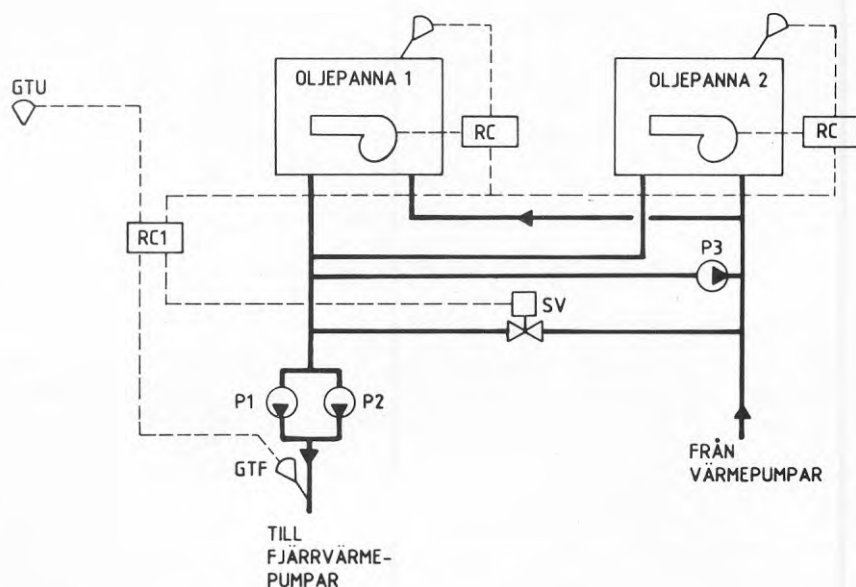 GTU
OLJEPANNA 1
OLJEPANNA 2
RC
RC
RC1
P3
SV
P1
P2
GTF
FRÅN
VÄRMEPUMPAR
TILL
FJÄRRVÄRME-
PUMPAR